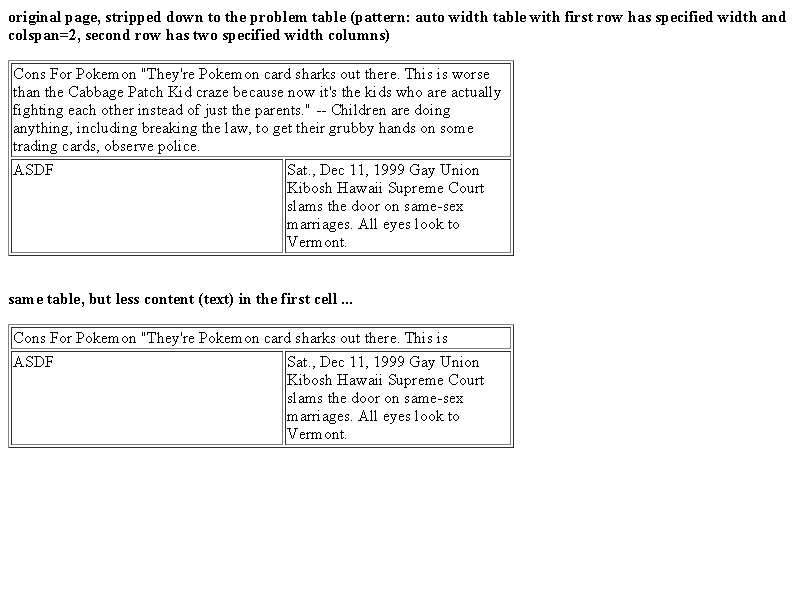 original page, stripped down to the problem table (pattern: auto width table with first row has specified width and
colspan=2, second row has two specified width columns)
Cons For Pokemon "They're Pokemon card sharks out there. This is worse
than the Cabbage Patch Kid craze because now it's the kids who are actually
fighting each other instead of just the parents." -- Children are doing
anything, including breaking the law, to get their grubby hands on some
trading cards, observe police.
ASDF
Sat., Dec 11, 1999 Gay Union
Kibosh Hawaii Supreme Court
slams the door on same-sex
marriages. All eyes look to
Vermont.
same table, but less content (text) in the first cell ...
Cons For Pokemon "They're Pokemon card sharks out there. This is
ASDF
Sat., Dec 11, 1999 Gay Union
Kibosh Hawaii Supreme Court
slams the door on same-sex
marriages. All eyes look to
Vermont.